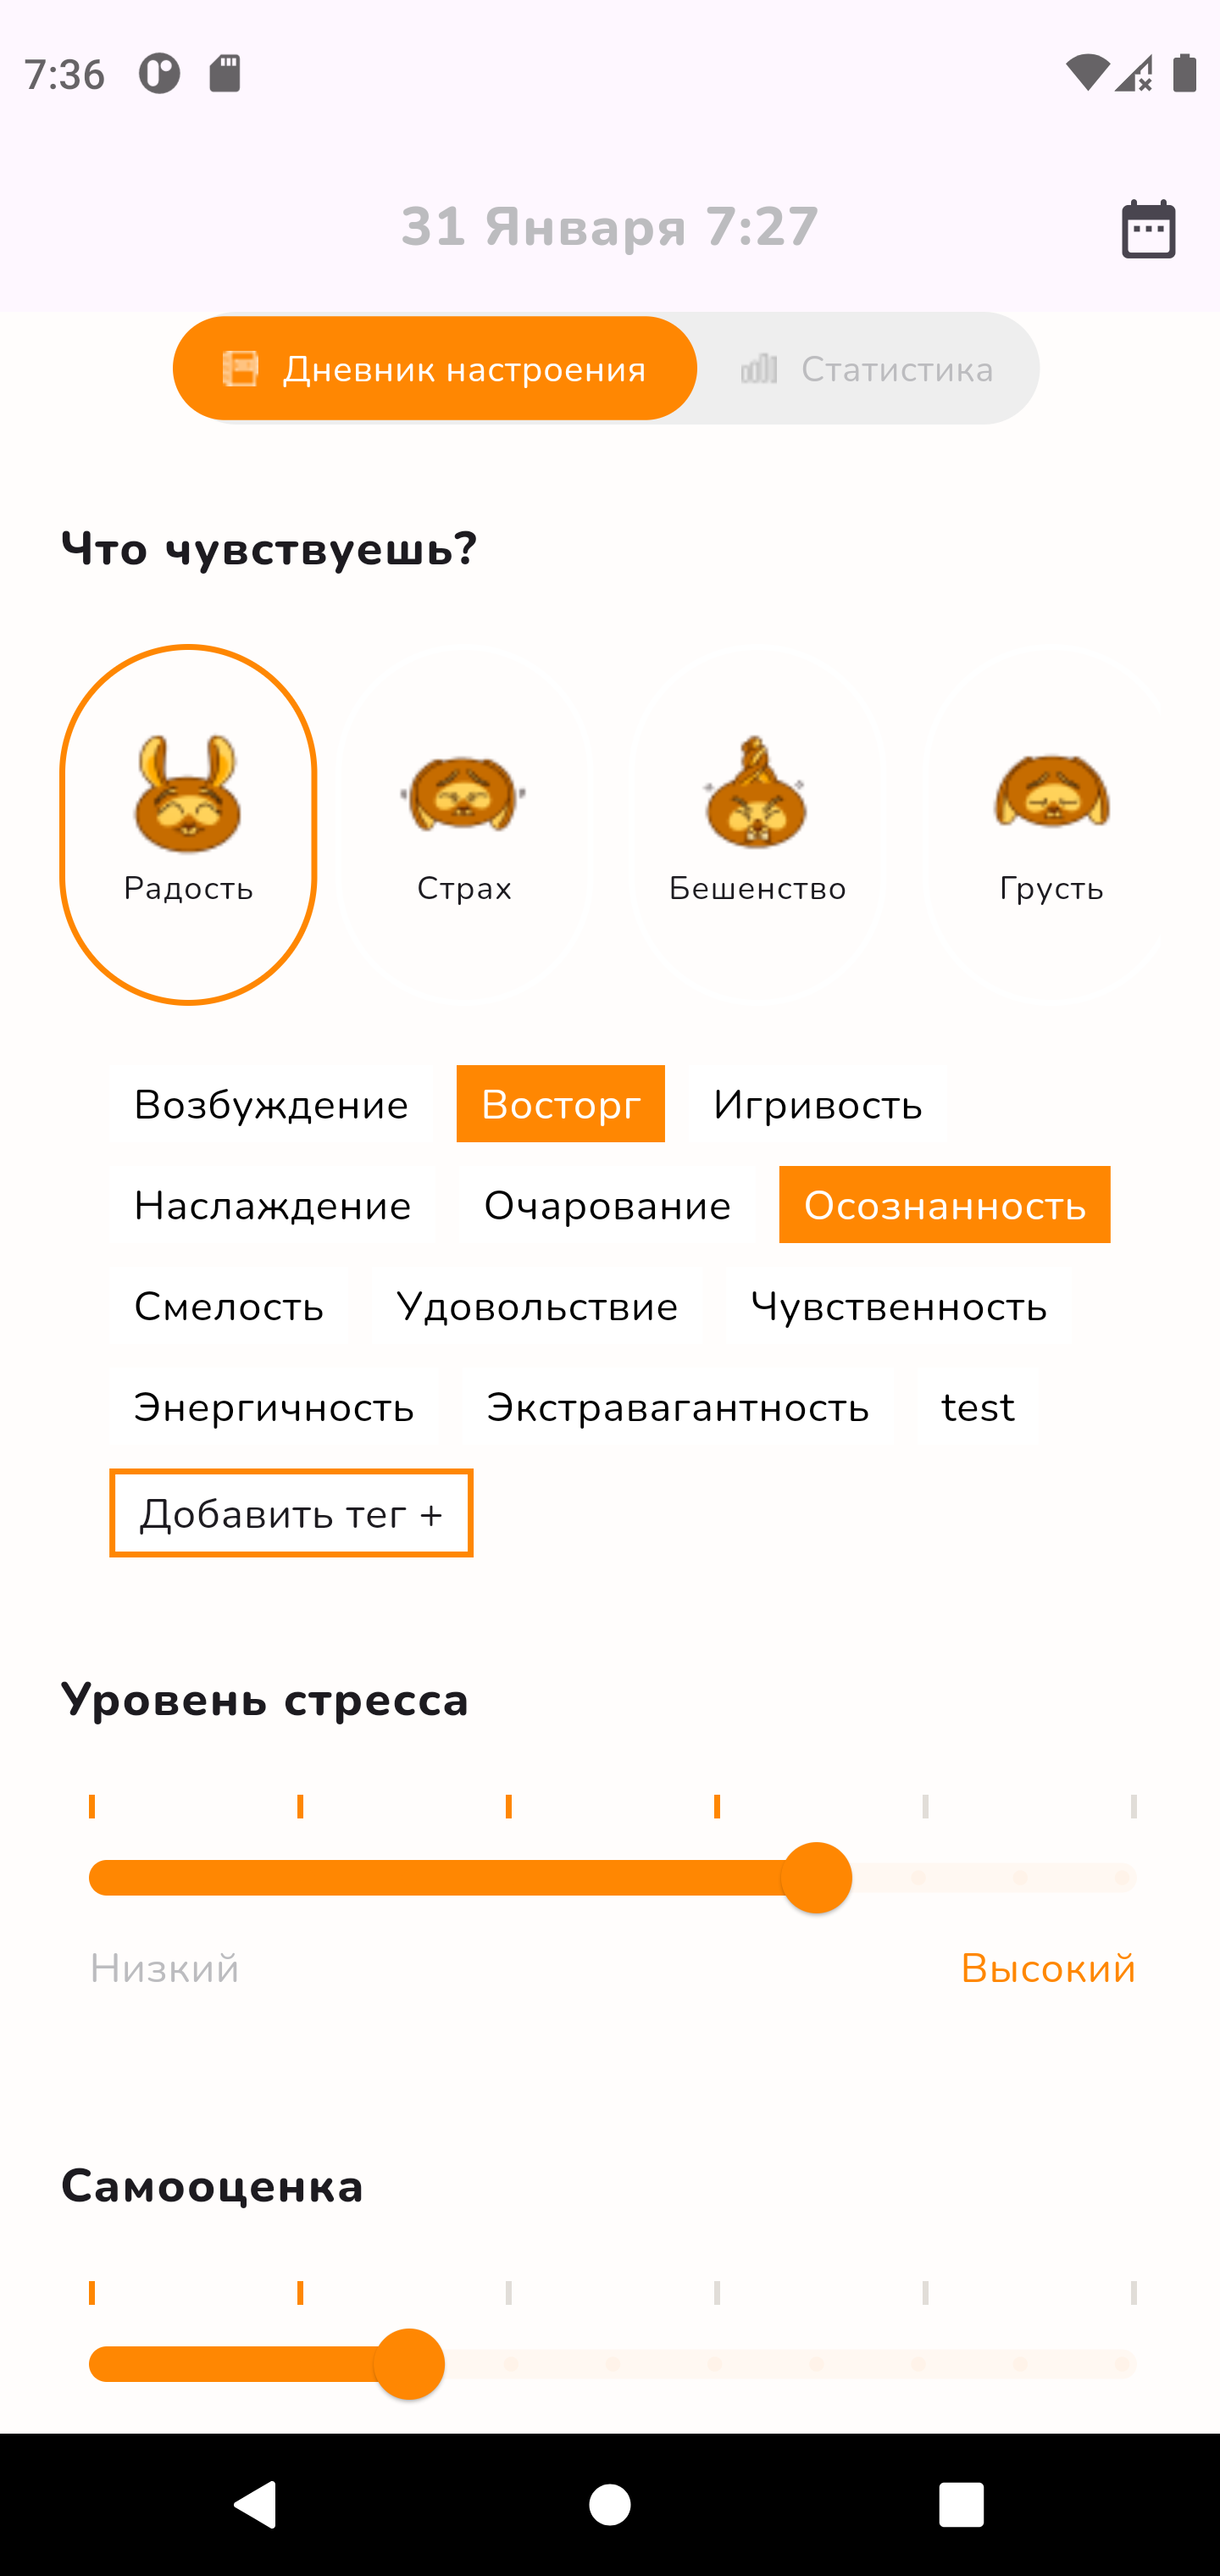 7:36
31 Января 7:27
Дневник настроения Статистика
Что чувствуешь?
Радость Страх Бешенство Грусть
Возбуждение Восторг Игривость
Наслаждение Очарование Осознанность
Смелость Удовольствие Чувственность
Энергичность Экстравагантность test
Добавить тег +
Уровень стресса
Низкий Высокий
Самооценка